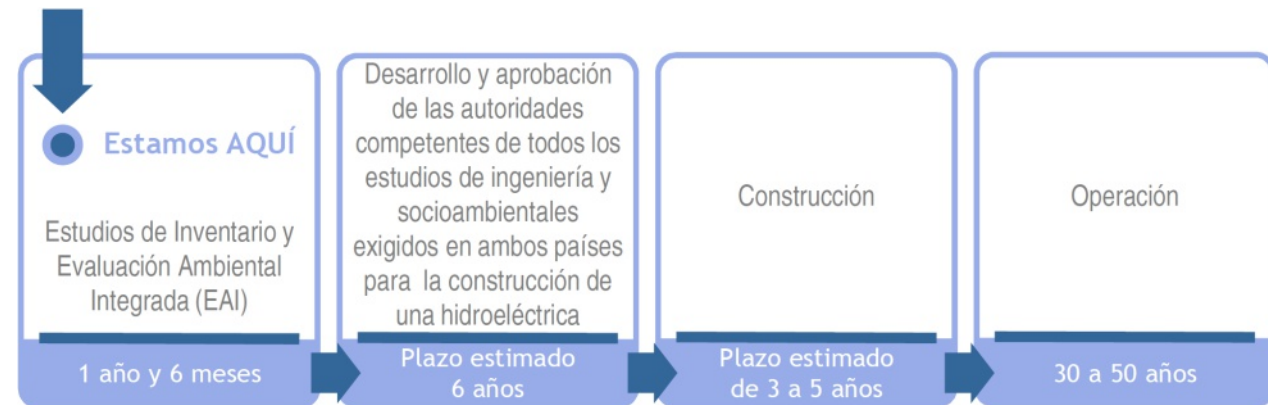 Estamos AQUÍ
Estudios de Inventario y
Evaluación Ambiental
Integrada (EAI)
1 año y 6 meses
Desarrollo y aprobación
de las autoridades
competentes de todos los
estudios de ingeniería y
socioambientales
exigidos en ambos países
para la construcción de
una hidroeléctrica
Plazo estimado
6 años
Construcción
Plazo estimado
de 3 a 5 años
Operación
30 a 50 años